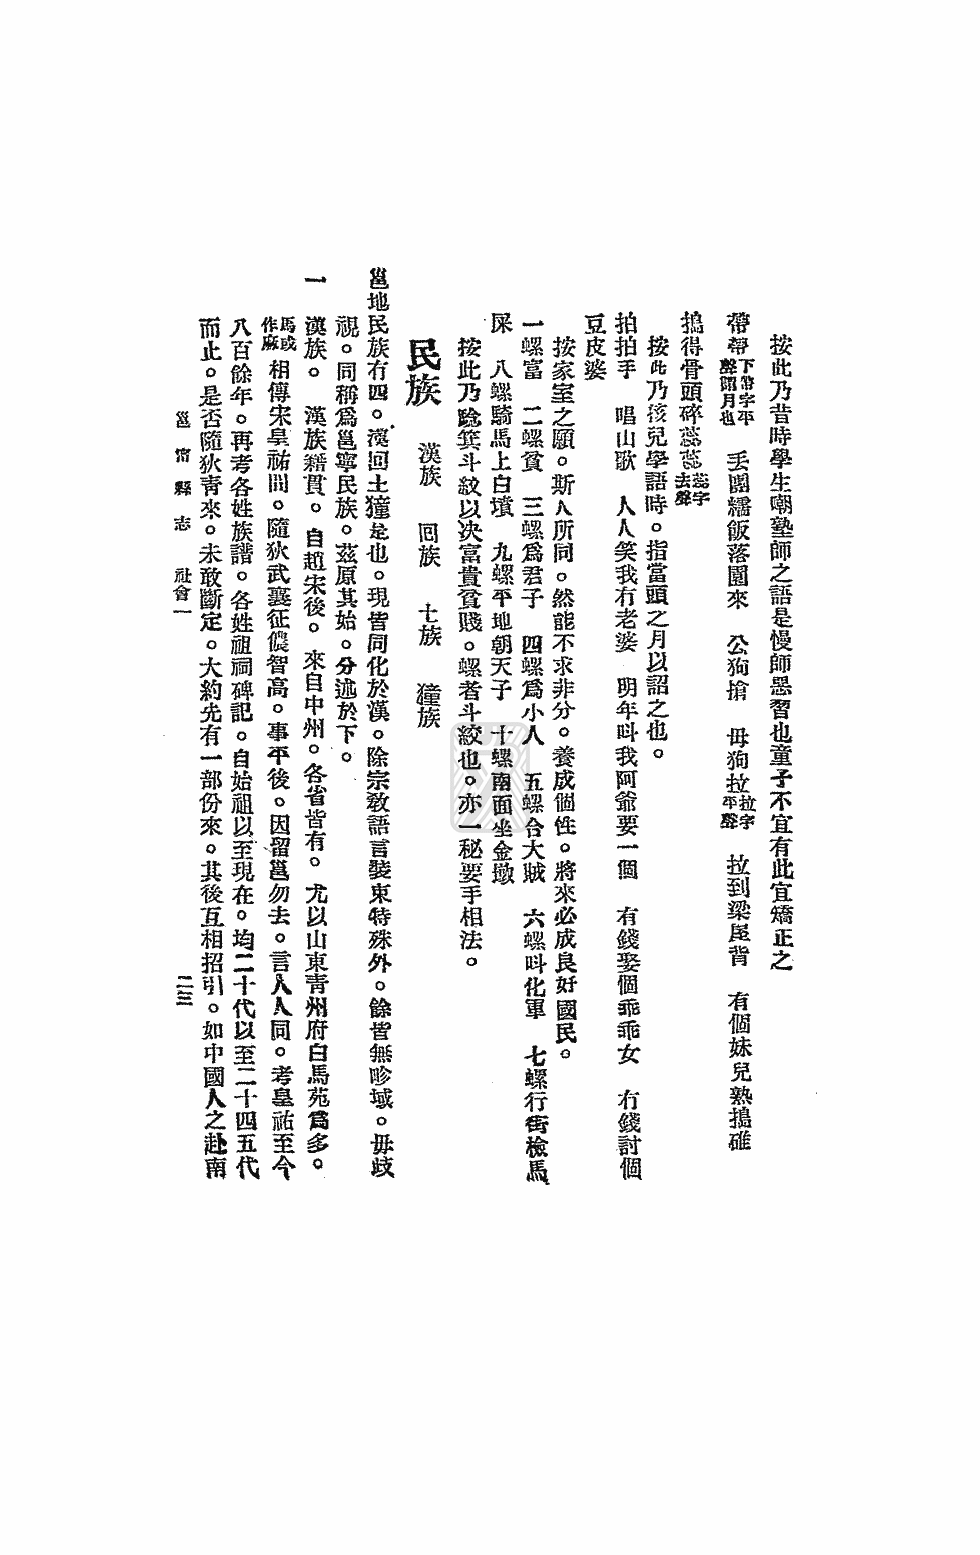 按此乃昔時學生嘲塾師之語是慢師惡習也童子不宜有此宜矯正之
帶帶下帶字平聲謂月也　丢團糯飯落園來　公狗搶　毋狗拉拉字平聲　拉到梁屋背　有個妹兒熟搗碓
搗得骨頭碎蕊蕊蕊字去聲
按此乃孩兒學語時。指當頭之月以詔之也。
拍拍手　唱山歌　人人笑我冇老婆　明年叫我阿爺要一個　有錢娶個乖乖女　冇錢討個
豆皮婆
按家室之願。斯人所同。然能不求非分。養成個性。將來必成良好國民。
一螺富　二螺貧　三螺爲君子　四螺爲小人　五螺合大賊　六螺叫化軍　七螺行街檢馬
屎　八螺騎馬上白墳　九螺平地朝天子　十螺南面坐金墩
按此乃睑箕斗紋以决富貴貧賤。螺者斗絞也。亦一秘要手相法。
民族　漢族　回族　土族　獞族
邕地民族有四。漢回土獞是也。現皆同化於漢。除宗敎語言裝束特殊外。餘皆無畛域。毋歧
視。同稱爲邕寧民族。茲原其始。分述於下。
一　漢族。　漢族籍貫。自趙宋後。來自中州。各省皆有。尤以山東靑州府白馬苑爲多。
馬或作蔴相傳宋皇祐間。隨狄武襄征儂智高。事平後。因留邕勿去。言人人同。考皇祐至今
八百餘年。再考各姓族譜。各姓祖祠碑記。自始祖以至現在。均二十代以至二十四五代
而止。是否隨狄靑來。未敢斷定。大約先有一部份來。其後互相招引。如中國人之赴南
邕甯縣志　社會一　二三